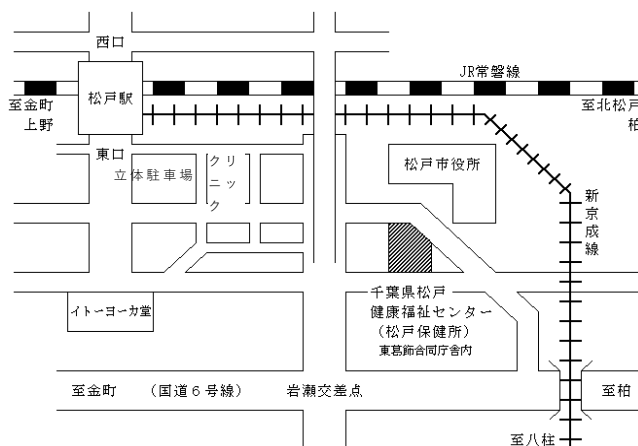 西口
JR常磐線
至金町
上野
松戸駅
至北松戸
柏
東口
立体駐車場
クリ
ニッ
ク
松戸市役所
新京成線
イトーヨーカ堂
千葉県松戸
健康福祉センター
(松戸保健所)
東葛飾合同庁舎内
至金町
(国道6号線)
岩瀬交差点
至柏
至八柱